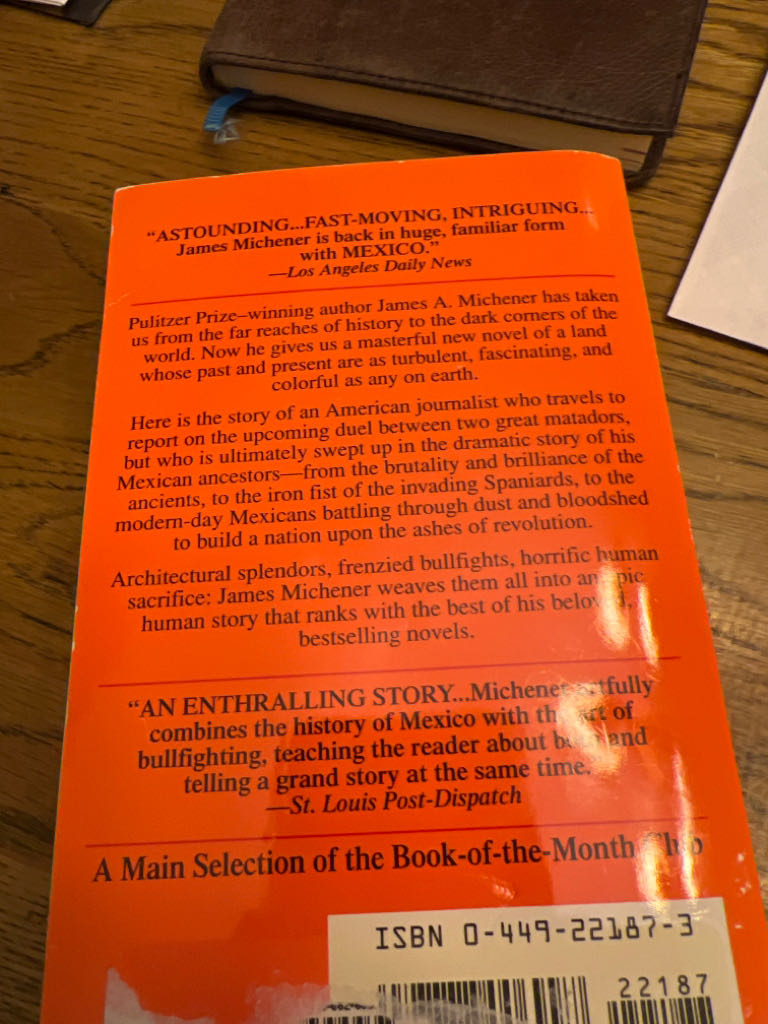 “ASTOUNDING...FAST-MOVING, INTRIGUING...
James Michener is back in huge, familiar form
with MEXICO.”
—Los Angeles Daily News
Pulitzer Prize–winning author James A. Michener has taken
us from the far reaches of history to the dark corners of the
world. Now he gives us a masterful new novel of a land
whose past and present are as turbulent, fascinating, and
colorful as any on earth.
Here is the story of an American journalist who travels to
report on the upcoming duel between two great matadors,
but who is ultimately swept up in the dramatic story of his
Mexican ancestors—from the brutality and brilliance of the
ancients, to the iron fist of the invading Spaniards, to the
modern-day Mexicans battling through dust and bloodshed
to build a nation upon the ashes of revolution.
Architectural splendors, frenzied bullfights, horrific human
sacrifice: James Michener weaves them all into an epic
human story that ranks with the best of his beloved,
bestselling novels.
“AN ENTHRALLING STORY...Michener artfully
combines the history of Mexico with the art of
bullfighting, teaching the reader about both and
telling a grand story at the same time.”
—St. Louis Post-Dispatch
A Main Selection of the Book-of-the-Month Club
ISBN 0-449-22187-3
22187